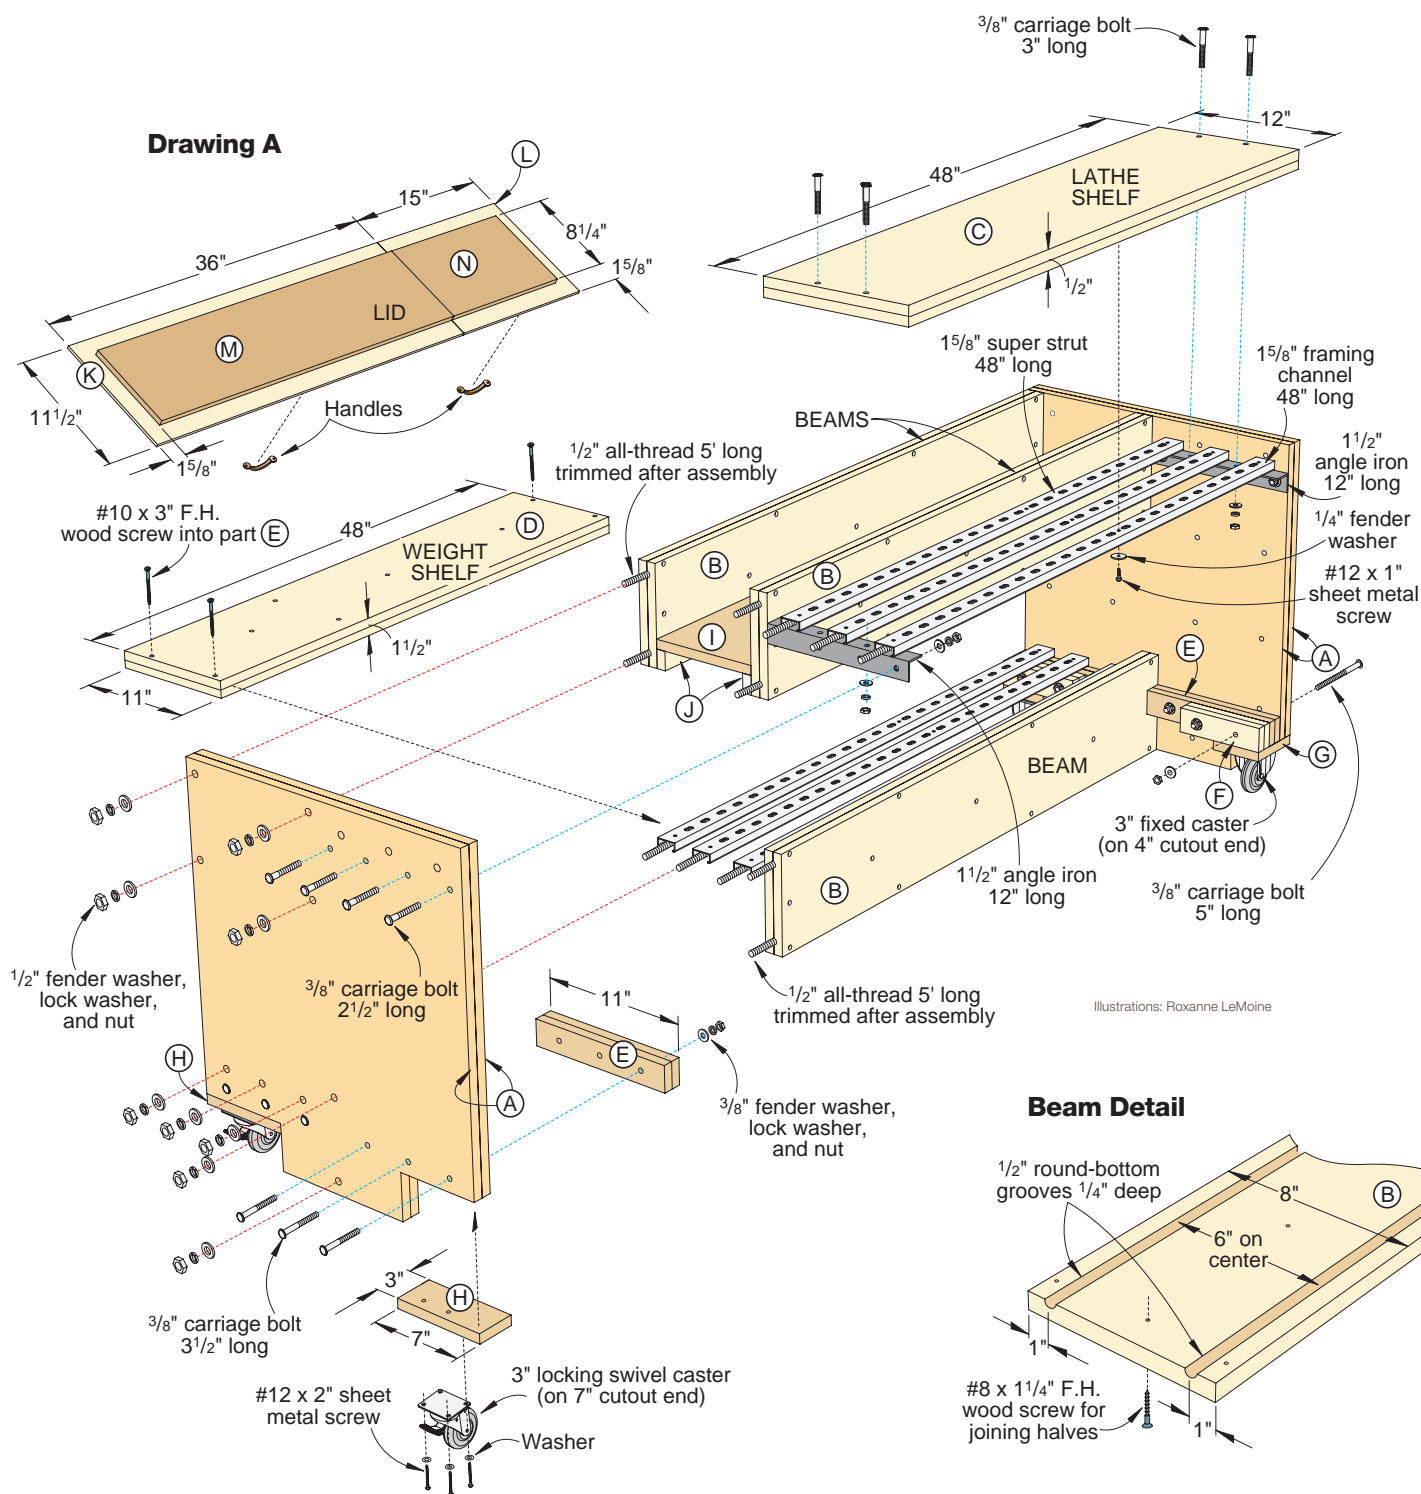 Drawing A
3/8" carriage bolt
3" long
12"
48"
LATHE
SHELF
C
1/2"
L
15"
8 1/4"
36"
N
1 5/8"
LID
M
K
11 1/2"
1 5/8"
Handles
1 5/8" super strut
48" long
1 5/8" framing
channel
48" long
BEAMS
1/2" all-thread 5' long
trimmed after assembly
1 1/2"
angle iron
12" long
#10 x 3" F.H.
wood screw into part E
48"
D
WEIGHT
SHELF
1 1/2"
11"
1/4" fender
washer
#12 x 1"
sheet metal
screw
B
B
I
J
E
A
G
F
BEAM
B
3" fixed caster
(on 4" cutout end)
1 1/2" angle iron
12" long
3/8" carriage bolt
5" long
1/2" fender washer,
lock washer,
and nut
3/8" carriage bolt
2 1/2" long
1/2" all-thread 5' long
trimmed after assembly
Illustrations: Roxanne LeMoine
11"
E
H
A
3/8" fender washer,
lock washer,
and nut
3"
H
7"
3/8" carriage bolt
3 1/2" long
3" locking swivel caster
(on 7" cutout end)
#12 x 2" sheet
metal screw
Washer
Beam Detail
1/2" round-bottom
grooves 1/4" deep
8"
B
6" on
center
1"
#8 x 1 1/4" F.H.
wood screw for
joining halves
1"